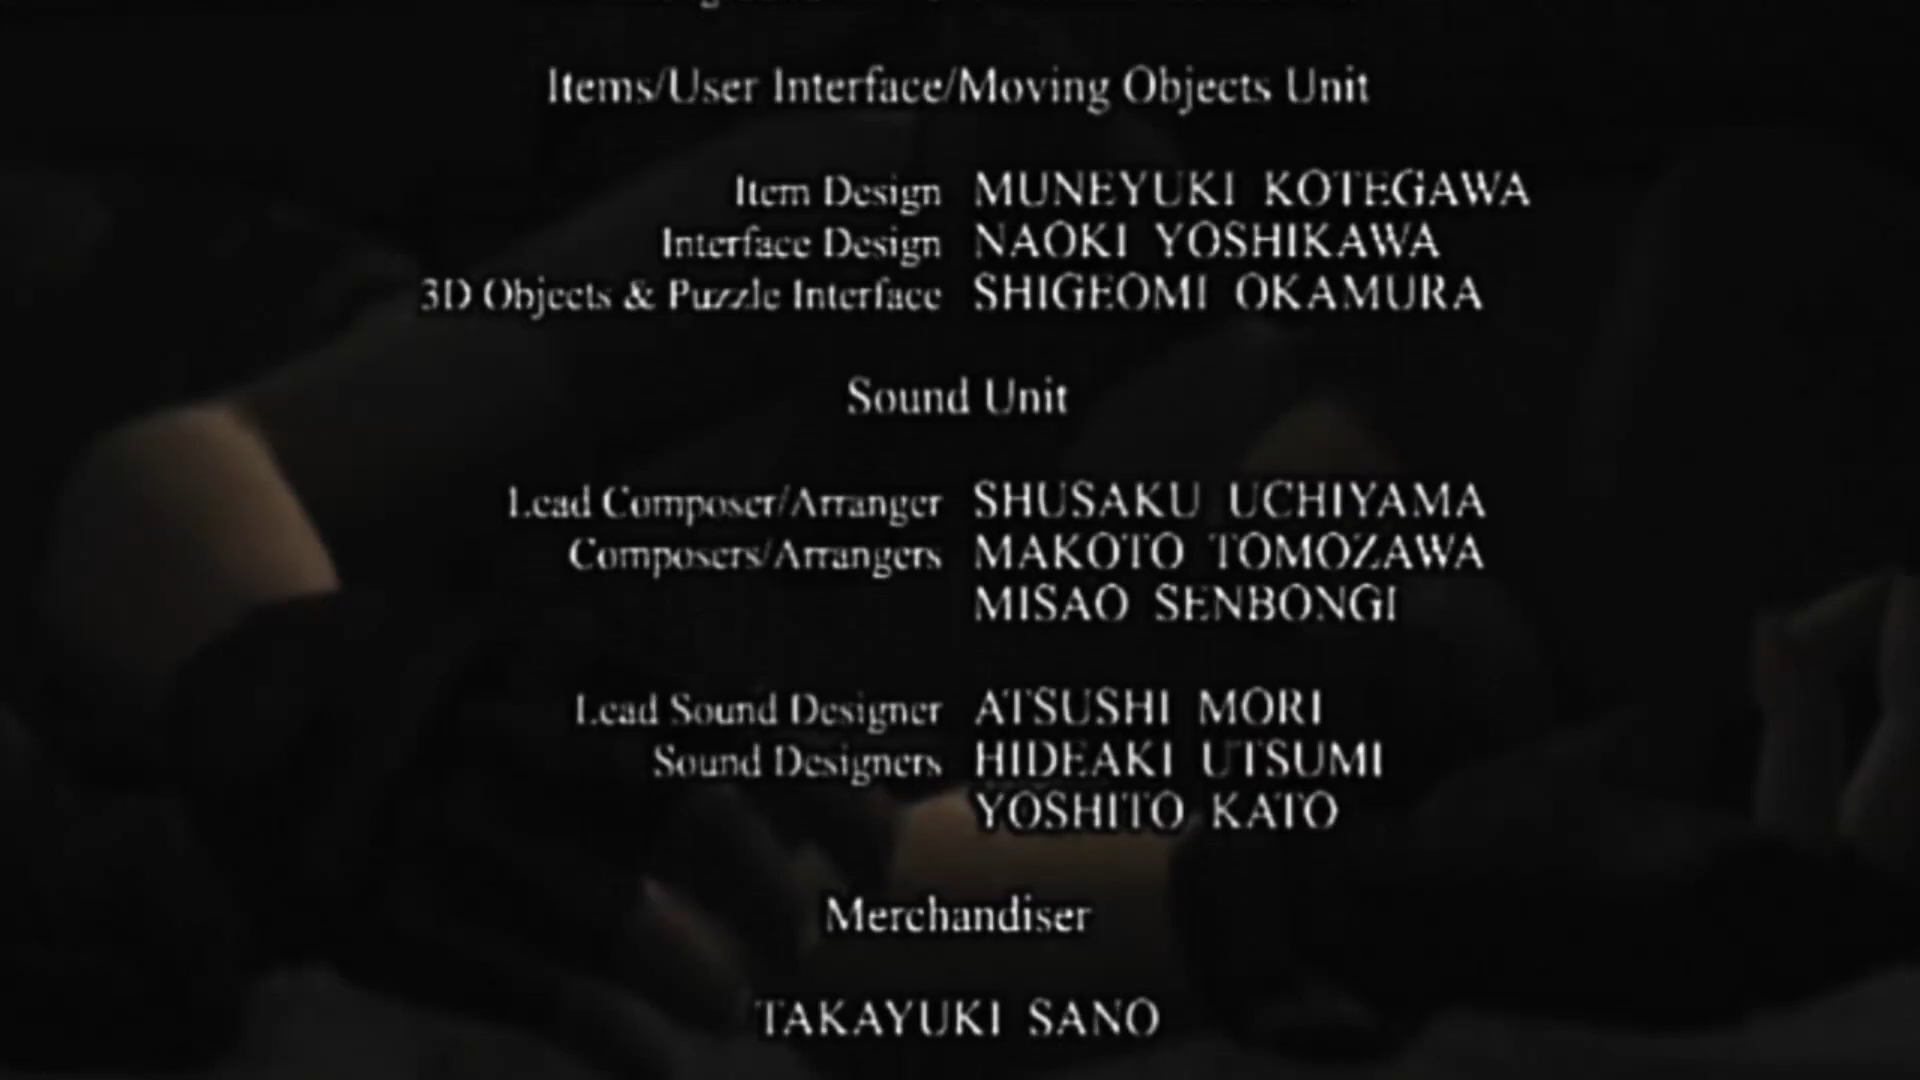 Items/User Interface/Moving Objects Unit
Item Design MUNEYUKI KOTEGAWA
Interface Design NAOKI YOSHIKAWA
3D Objects & Puzzle Interface SHIGEOMI OKAMURA
Sound Unit
Lead Composer/Arranger SHUSAKU UCHIYAMA
Composers/Arrangers MAKOTO TOMOZAWA
MISAO SENBONGI
Lead Sound Designer ATSUSHI MORI
Sound Designers HIDEAKI UTSUMI
YOSHITO KATO
Merchandiser
TAKAYUKI SANO